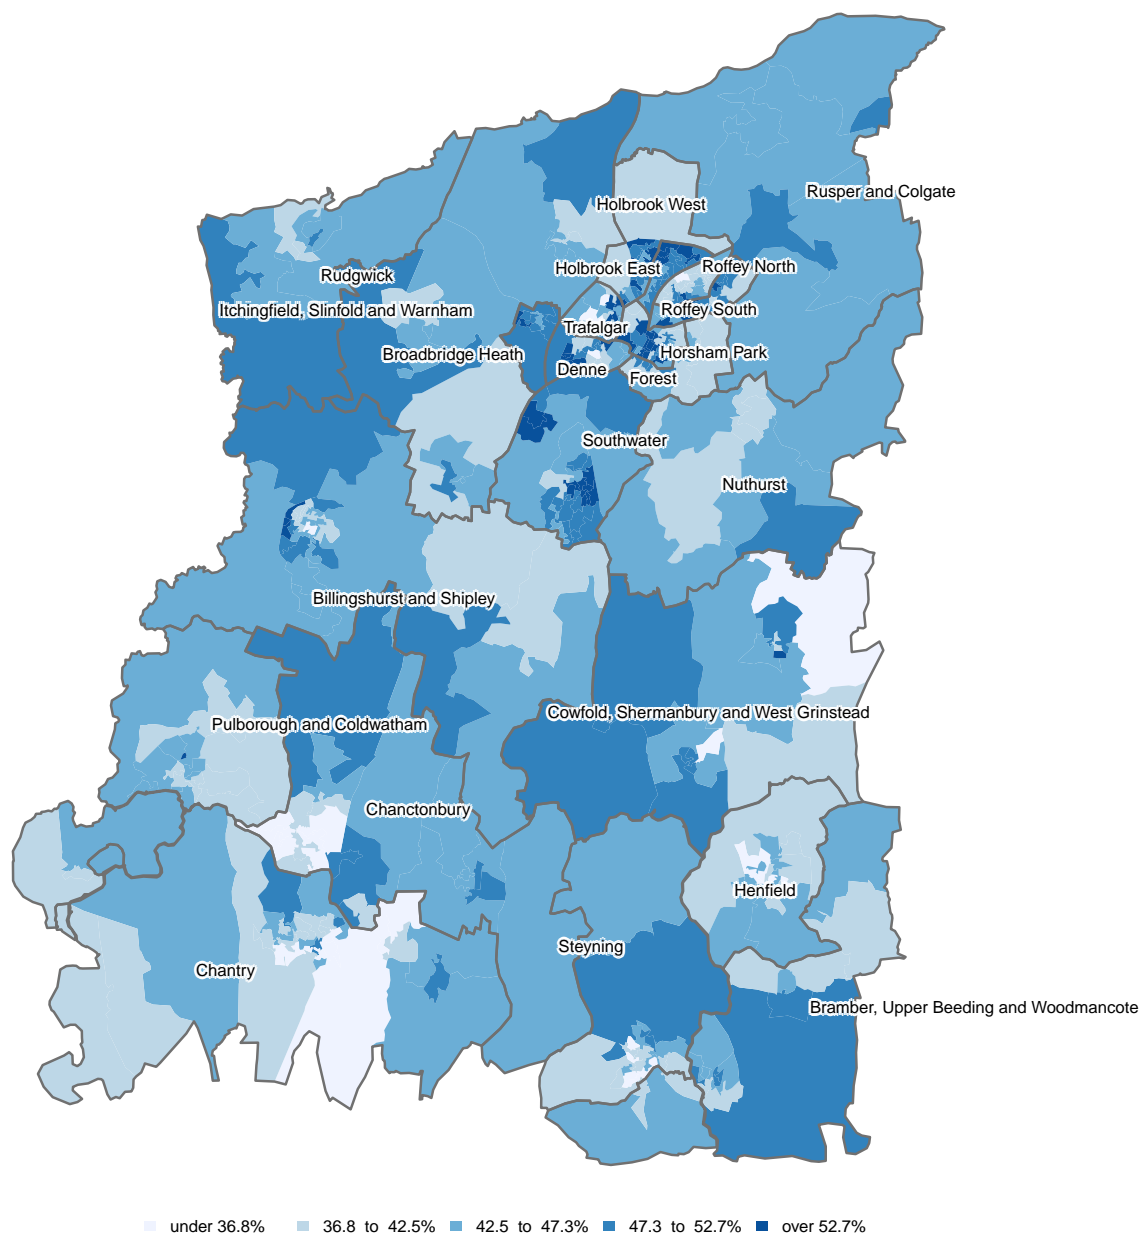 Rusper and Colgate
Holbrook West
Holbrook East
Roffey North
Rudgwick
Itchingfield, Slinfold and Warnham
Roffey South
Trafalgar
Broadbridge Heath
Horsham Park
Denne
Forest
Southwater
Nuthurst
Billingshurst and Shipley
Cowfold, Shermanbury and West Grinstead
Pulborough and Coldwatham
Chanctonbury
Henfield
Steyning
Chantry
Bramber, Upper Beeding and Woodmancote
under 36.8% 36.8 to 42.5% 42.5 to 47.3% 47.3 to 52.7% over 52.7%